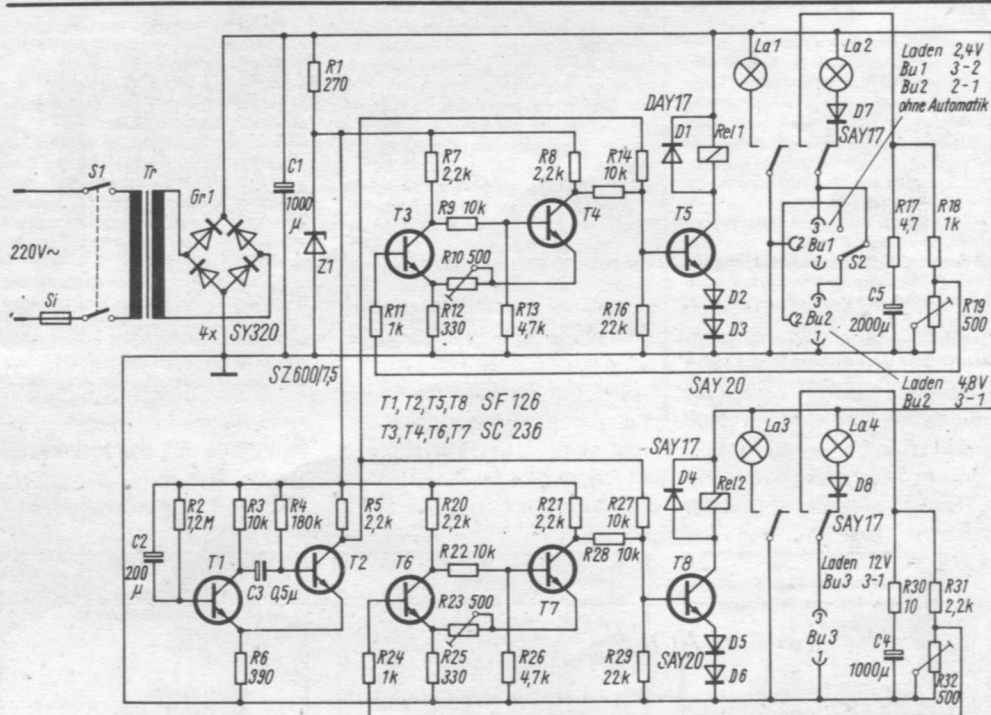 La1
La2
Laden 2,4V
Bu1 3-2
Bu2 2-1
ohne Automatik
R1
270
DAY17
D1
Rel1
D7
SAY17
C1
1000
µ
R7
2,2k
R8
2,2k
R14
10k
S1
Tr
Gr1
R9 10k
T3
T4
T5
3
C2 Bu1
1
S2
R17
4,7
R18
1k
220V~
Z1
R10 500
D2
D3
3
C2 Bu2
1
C5
2000µ
R19
500
Si
4x SY320
R11
1k
R12
330
R13
4,7k
R16
22k
SZ600/7,5
SAY 20
T1,T2,T5,T8 SF 126
T3,T4,T6,T7 SC 236
Laden 4,8V
Bu2 3-1
La3
La4
SAY17
D4
Rel2
D8
SAY17
R2
1,2M
R3
10k
R4
180k
R5
2,2k
R20
2,2k
R21
2,2k
R27
10k
C2
200
µ
T1
C3 0,5µ
T2
T6
R22 10k
R28 10k
T7
T8
Laden 12V
Bu3 3-1
R30
10
R31
2,2k
R23 500
3
Bu3
1
R6
390
R24
1k
R25
330
R26
4,7k
R29
22k
SAY20
D5
D6
C4
1000µ
R32
500